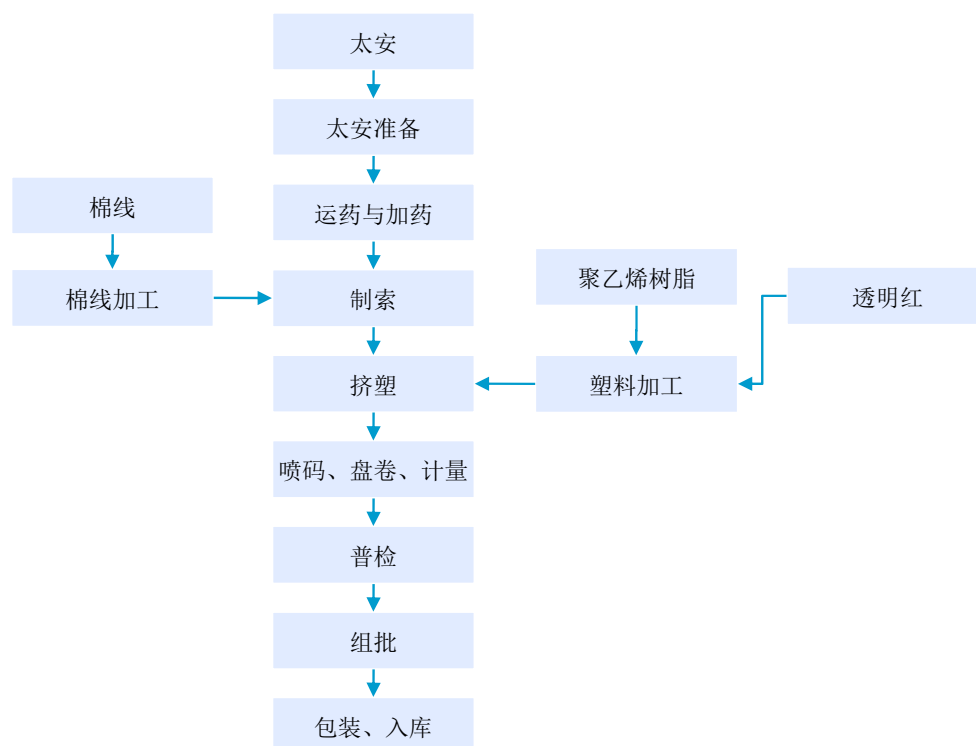 太安
太安准备
棉线
运药与加药
聚乙烯树脂
透明红
棉线加工
制索
挤塑
塑料加工
喷码、盘卷、计量
普检
组批
包装、入库